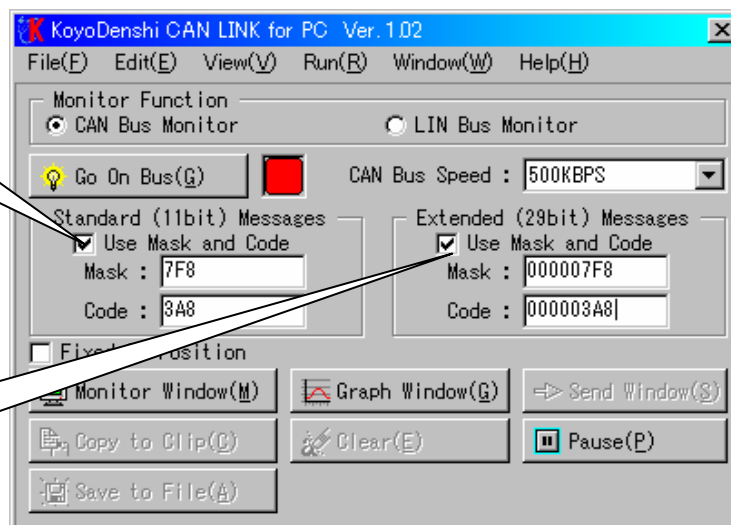 KoyoDenshi CAN LINK for PC Ver. 1.02
File(F) Edit(E) View(V) Run(R) Window(W) Help(H)
Monitor Function
CAN Bus Monitor LIN Bus Monitor
Go On Bus(G) CAN Bus Speed : 500KBPS
Standard (11bit) Messages Extended (29bit) Messages
Use Mask and Code Use Mask and Code
Mask : 7F8 Mask : 000007F8
Code : 3A8 Code : 000003A8
Position
Monitor Window(M) Graph Window(G) Send Window(S)
Copy to Clip(C) Clear(E) Pause(P)
Save to File(A)